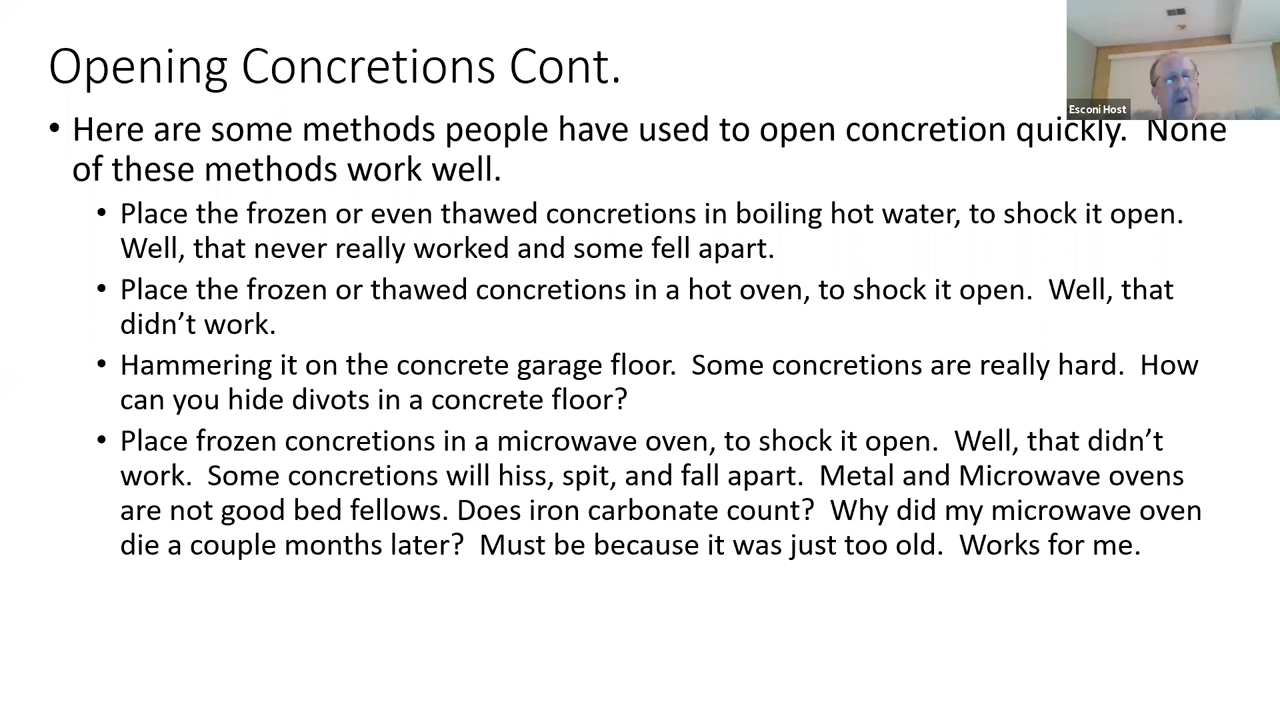 Opening Concretions Cont.
Esconi Host
• Here are some methods people have used to open concretion quickly.  None
of these methods work well.
• Place the frozen or even thawed concretions in boiling hot water, to shock it open.
Well, that never really worked and some fell apart.
• Place the frozen or thawed concretions in a hot oven, to shock it open.  Well, that
didn’t work.
• Hammering it on the concrete garage floor.  Some concretions are really hard.  How
can you hide divots in a concrete floor?
• Place frozen concretions in a microwave oven, to shock it open.  Well, that didn’t
work.  Some concretions will hiss, spit, and fall apart.  Metal and Microwave ovens
are not good bed fellows. Does iron carbonate count?  Why did my microwave oven
die a couple months later?  Must be because it was just too old.  Works for me.